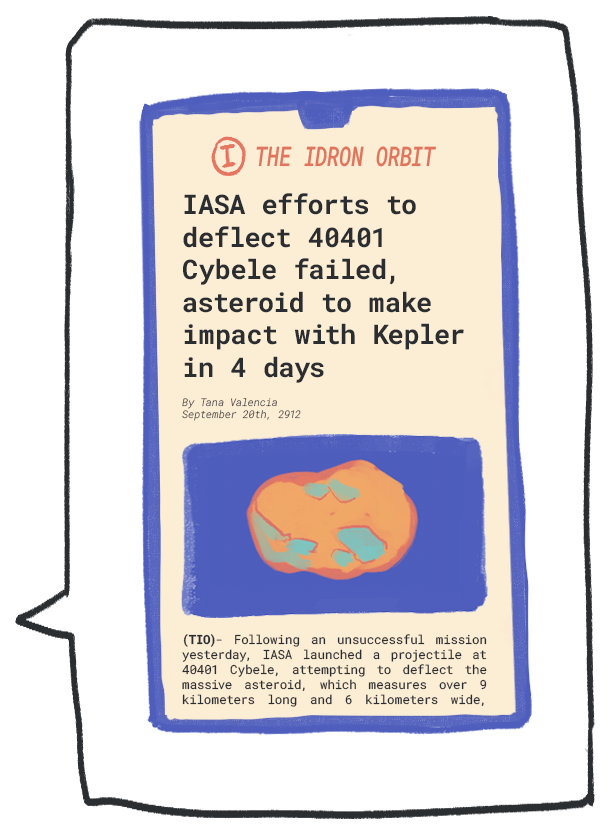 I THE IDRON ORBIT
IASA efforts to
deflect 40401
Cybele failed,
asteroid to make
impact with Kepler
in 4 days
By Tana Valencia
September 20th, 2912
(TIO)- Following an unsuccessful mission
yesterday, IASA launched a projectile at
40401 Cybele, attempting to deflect the
massive asteroid, which measures over 9
kilometers long and 6 kilometers wide,